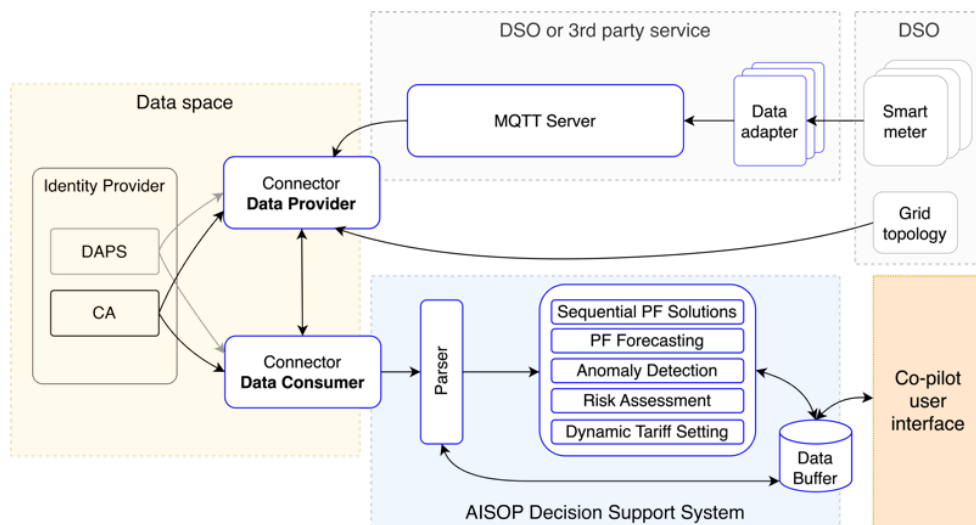 DSO or 3rd party service
DSO
Data space
MQTT Server
Data
adapter
Smart
meter
Identity Provider
Connector
Data Provider
DAPS
CA
Grid
topology
Connector
Data Consumer
Parser
Sequential PF Solutions
PF Forecasting
Anomaly Detection
Risk Assessment
Dynamic Tariff Setting
Data
Buffer
Co-pilot
user
interface
AISOP Decision Support System